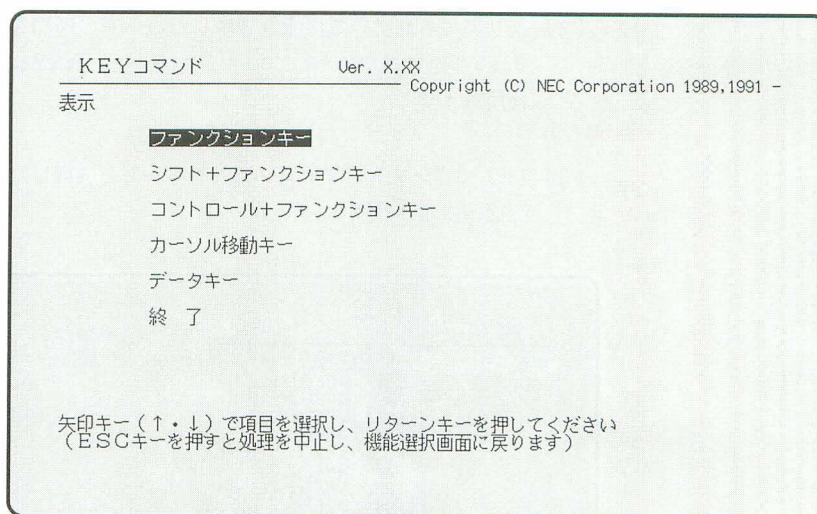 KEYコマンド Ver. X.XX
Copyright (C) NEC Corporation 1989,1991 -
表示
ファンクションキー
シフト+ファンクションキー
コントロール+ファンクションキー
カーソル移動キー
データキー
終 了
矢印キー(↑・↓)で項目を選択し、リターンキーを押してください
(ESCキーを押すと処理を中止し、機能選択画面に戻ります)